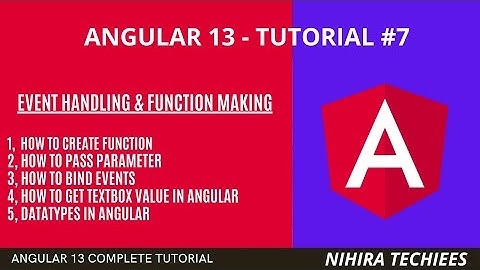 ANGULAR 13 - TUTORIAL #7
EVENT HANDLING & FUNCTION MAKING
1, HOW TO CREATE FUNCTION
2, HOW TO PASS PARAMETER
3, HOW TO BIND EVENTS
4, HOW TO GET TEXTBOX VALUE IN ANGULAR
5, DATATYPES IN ANGULAR
A
ANGULAR 13 COMPLETE TUTORIAL
NIHIRA TECHIEES